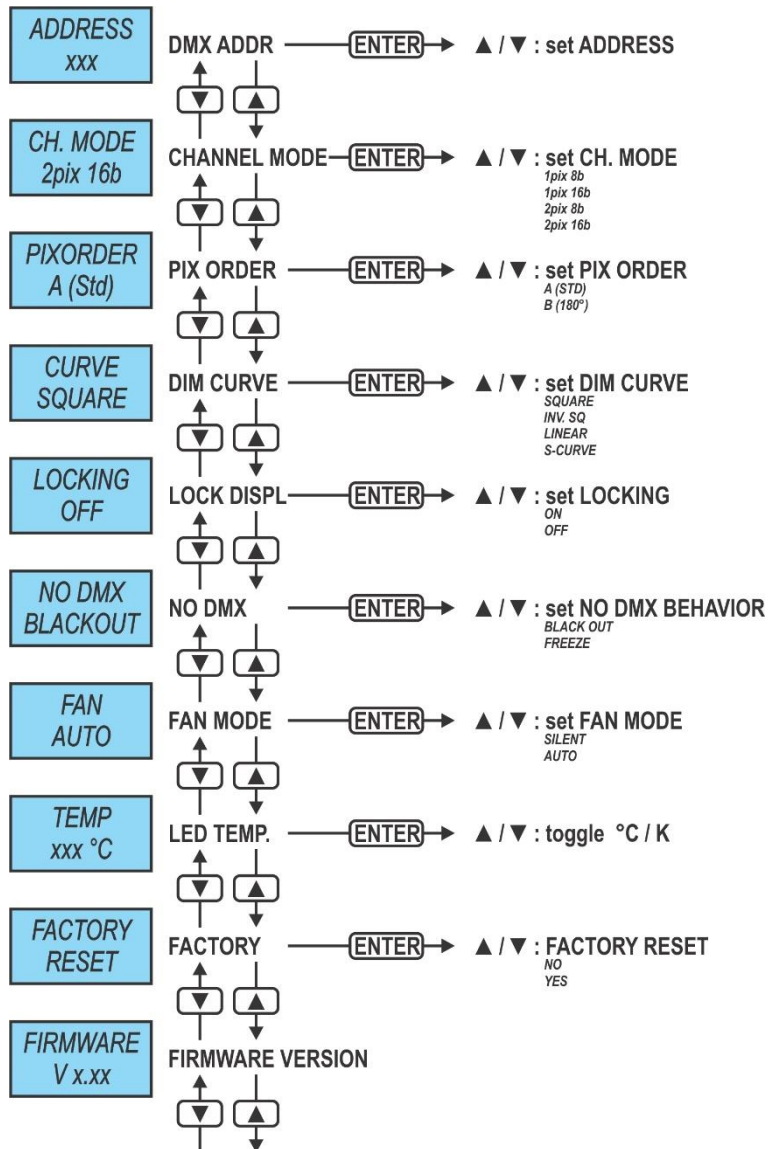 ADDRESS
xxx
DMX ADDR ENTER ▲ / ▼ : set ADDRESS
▼ ▲
CH. MODE
2pix 16b
CHANNEL MODE ENTER ▲ / ▼ : set CH. MODE
1pix 8b
1pix 16b
2pix 8b
2pix 16b
▼ ▲
PIXORDER
A (Std)
PIX ORDER ENTER ▲ / ▼ : set PIX ORDER
A (STD)
B (180°)
▼ ▲
CURVE
SQUARE
DIM CURVE ENTER ▲ / ▼ : set DIM CURVE
SQUARE
INV. SQ
LINEAR
S-CURVE
▼ ▲
LOCKING
OFF
LOCK DISPL ENTER ▲ / ▼ : set LOCKING
ON
OFF
▼ ▲
NO DMX
BLACKOUT
NO DMX ENTER ▲ / ▼ : set NO DMX BEHAVIOR
BLACK OUT
FREEZE
▼ ▲
FAN
AUTO
FAN MODE ENTER ▲ / ▼ : set FAN MODE
SILENT
AUTO
▼ ▲
TEMP
xxx °C
LED TEMP. ENTER ▲ / ▼ : toggle °C / K
▼ ▲
FACTORY
RESET
FACTORY ENTER ▲ / ▼ : FACTORY RESET
NO
YES
▼ ▲
FIRMWARE
V x.xx
FIRMWARE VERSION
▼ ▲